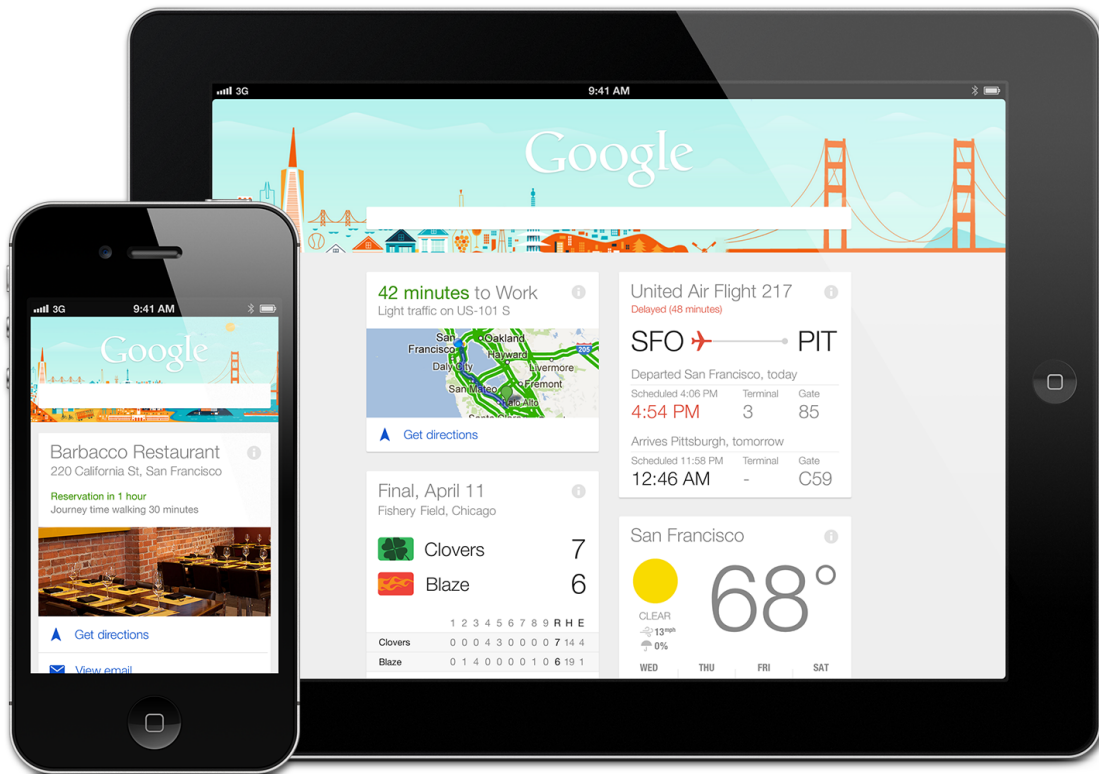 3G 9:41 AM
Google
42 minutes to Work
Light traffic on US-101 S
San Francisco
Oakland
Hayward
Daly City
Livermore
San Mateo
Fremont
Palo Alto
Santa Clara
205
Get directions
Final, April 11
Fishery Field, Chicago
Clovers 7
Blaze 6
1 2 3 4 5 6 7 8 9 R H E
Clovers 0 0 0 4 3 0 0 0 0 7 14 4
Blaze 0 1 4 0 0 0 0 1 0 6 19 1
United Air Flight 217
Delayed (48 minutes)
SFO PIT
Departed San Francisco, today
Scheduled 4:06 PM Terminal Gate
4:54 PM 3 85
Arrives Pittsburgh, tomorrow
Scheduled 11:58 PM Terminal Gate
12:46 AM - C59
San Francisco
68°
CLEAR
13 mph
0%
WED THU FRI SAT
3G 9:41 AM
Google
Barbacco Restaurant
220 California St, San Francisco
Reservation in 1 hour
Journey time walking 30 minutes
Get directions
View email